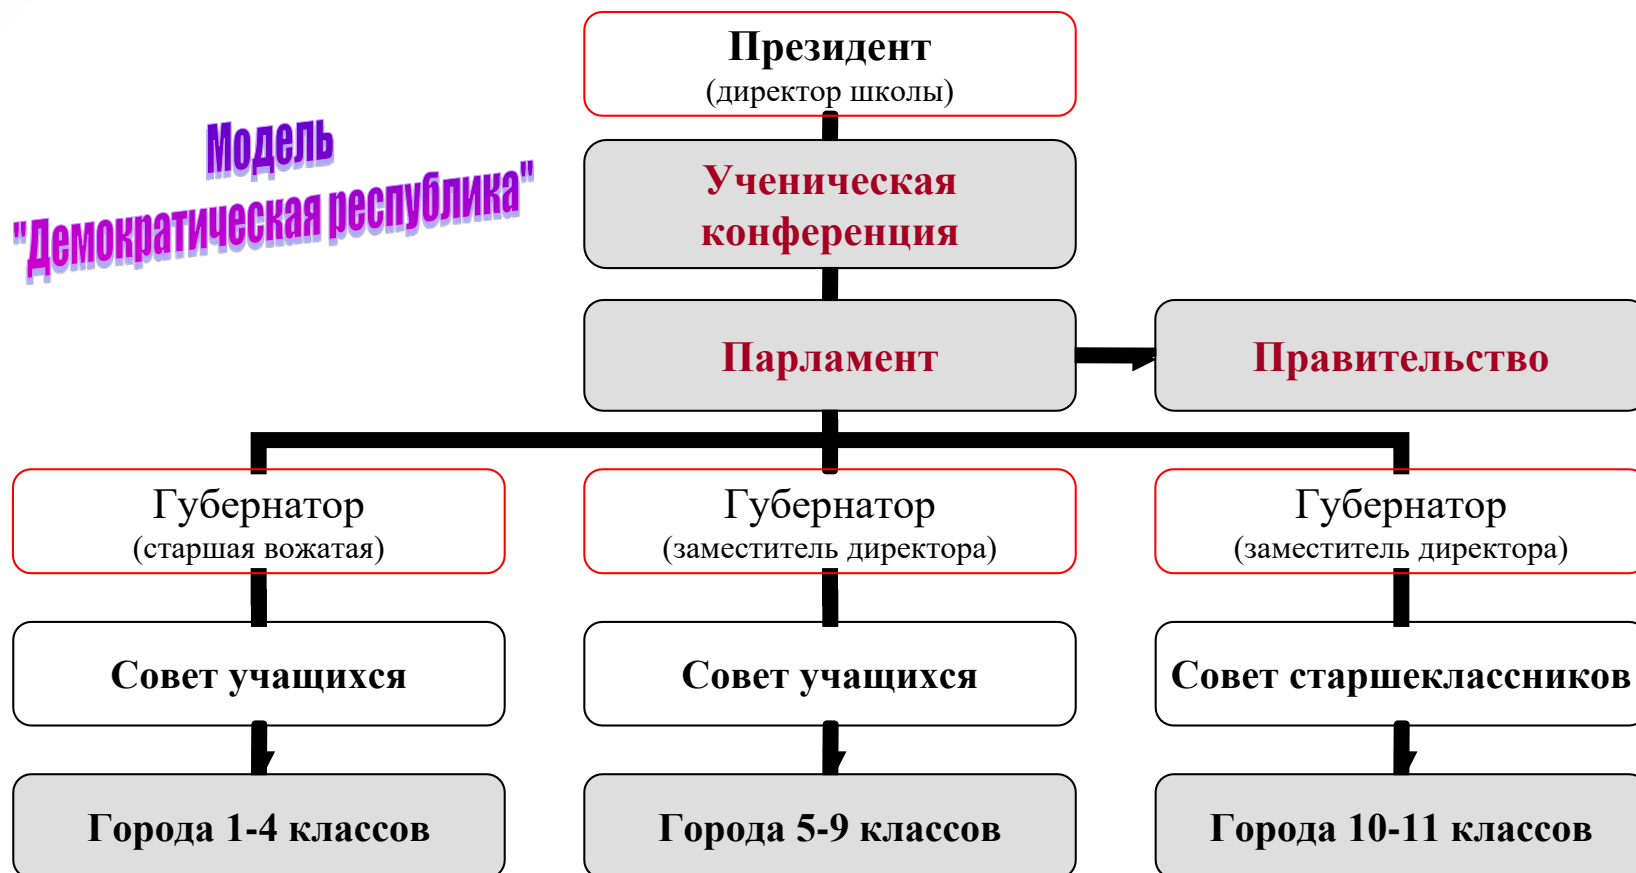 Модель
"Демократическая республика"
Президент
(директор школы)
Ученическая
конференция
Парламент
Правительство
Губернатор
(старшая вожатая)
Губернатор
(заместитель директора)
Губернатор
(заместитель директора)
Совет учащихся
Совет учащихся
Совет старшеклассников
Города 1-4 классов
Города 5-9 классов
Города 10-11 классов